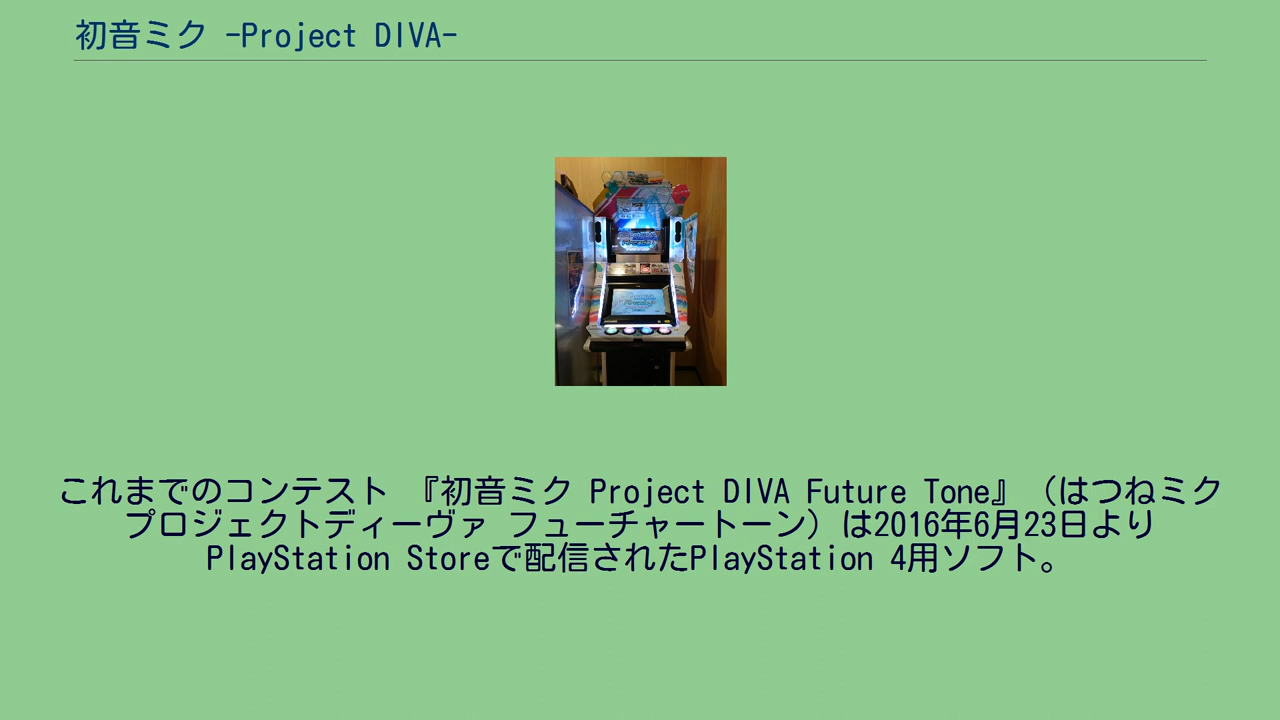 初音ミク -Project DIVA-
これまでのコンテスト 『初音ミク Project DIVA Future Tone』（はつねミク
プロジェクトディーヴァ フューチャートーン）は2016年6月23日より
PlayStation Storeで配信されたPlayStation 4用ソフト。